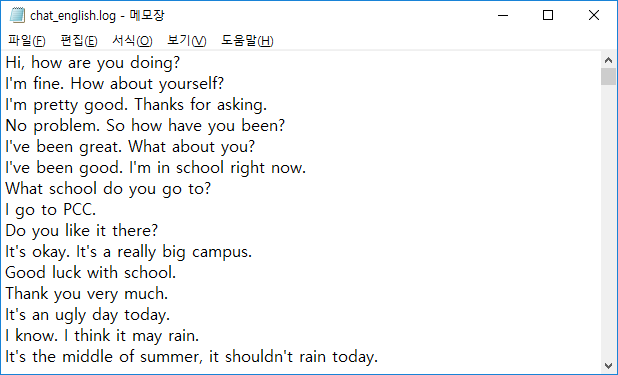 chat_english.log - 메모장
파일(F) 편집(E) 서식(O) 보기(V) 도움말(H)
Hi, how are you doing?
I'm fine. How about yourself?
I'm pretty good. Thanks for asking.
No problem. So how have you been?
I've been great. What about you?
I've been good. I'm in school right now.
What school do you go to?
I go to PCC.
Do you like it there?
It's okay. It's a really big campus.
Good luck with school.
Thank you very much.
It's an ugly day today.
I know. I think it may rain.
It's the middle of summer, it shouldn't rain today.